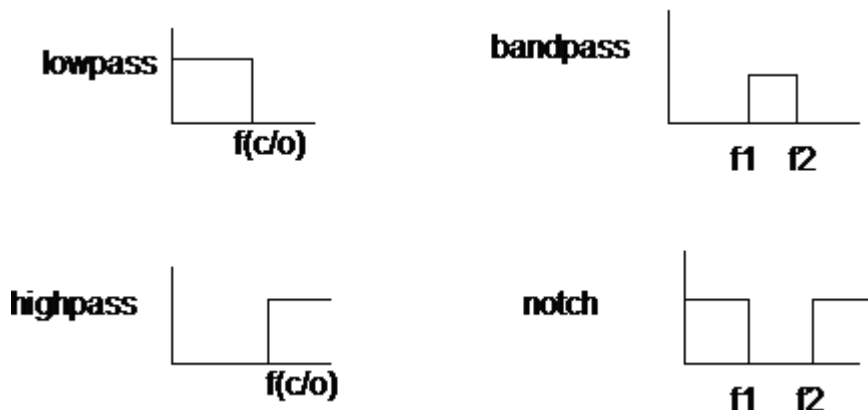 lowpass
f(c/o)
bandpass
f1 f2
highpass
f(c/o)
notch
f1 f2